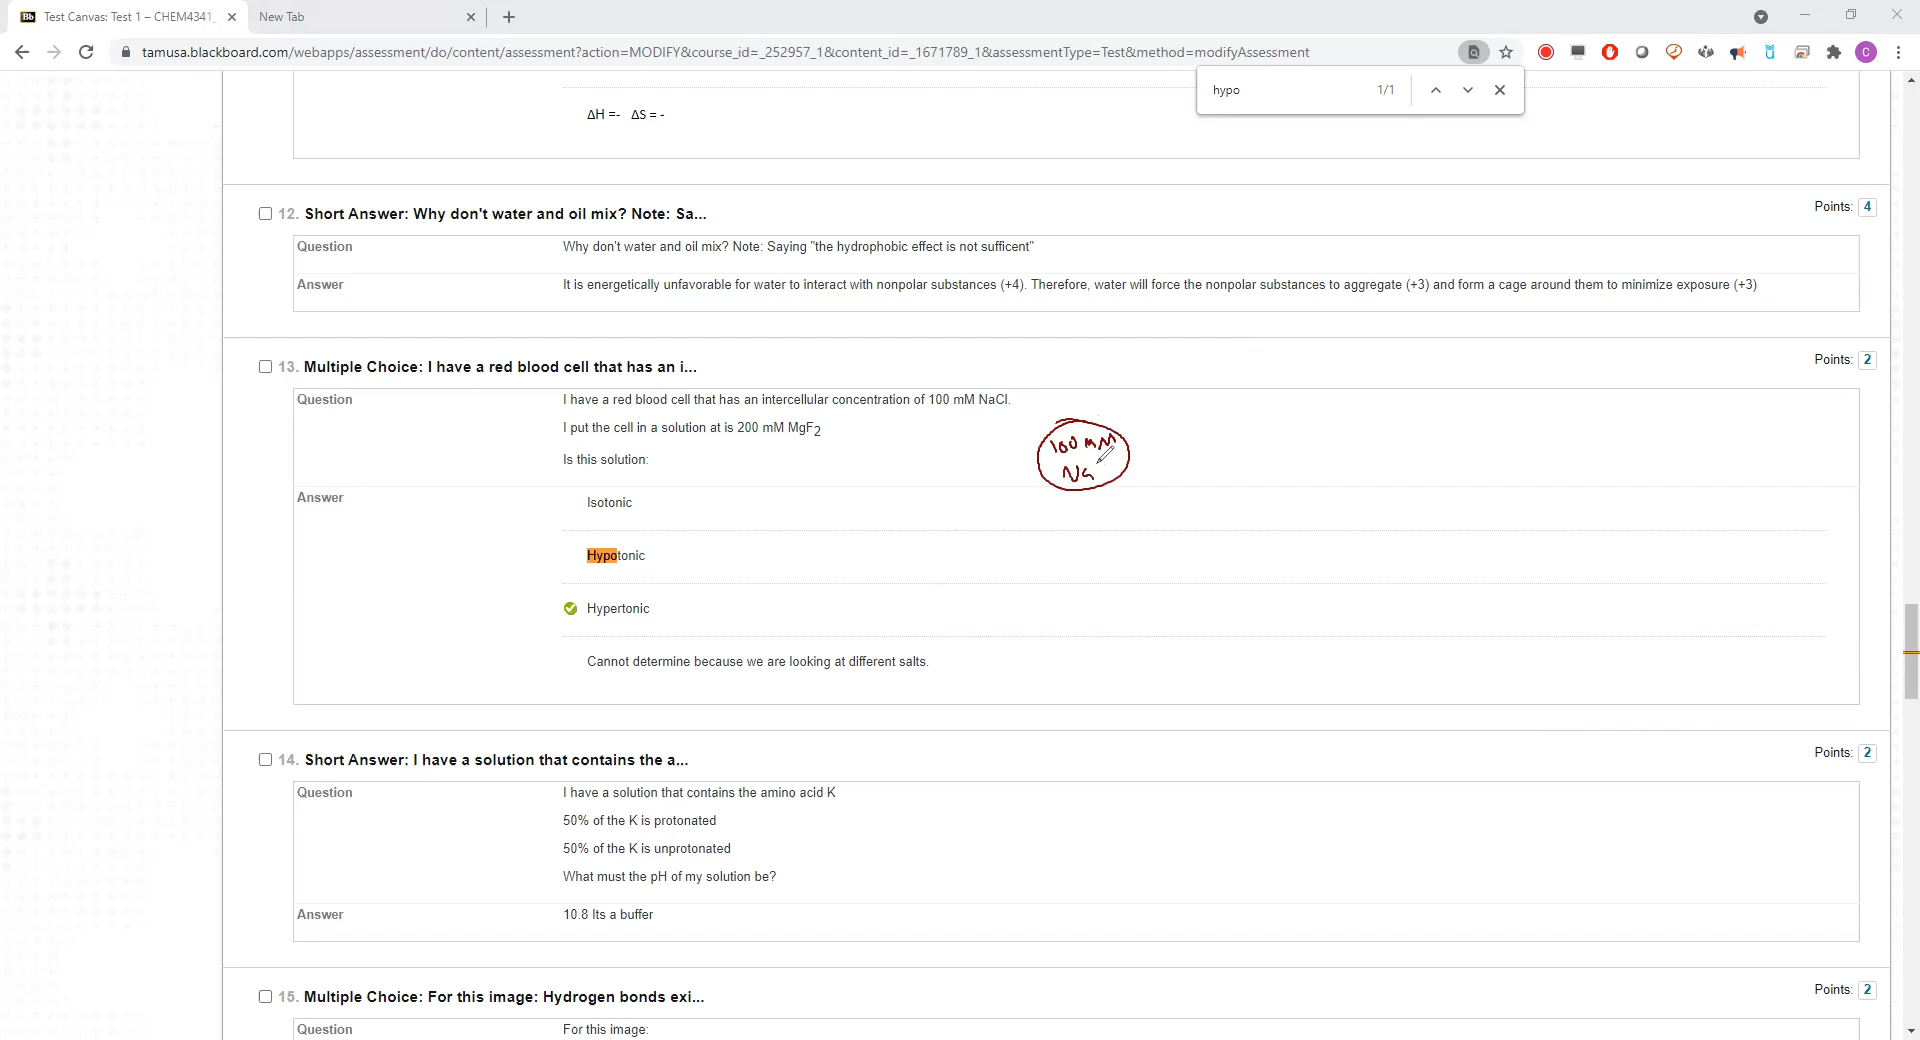 Test Canvas: Test 1 – CHEM4341_
New Tab
tamusa.blackboard.com/webapps/assessment/do/content/assessment?action=MODIFY&course_id=_252957_1&content_id=_1671789_1&assessmentType=Test&method=modifyAssessment
C
hypo 1/1
ΔH =- ΔS = -
12. Short Answer: Why don't water and oil mix? Note: Sa...
Points: 4
Question Why don't water and oil mix? Note: Saying "the hydrophobic effect is not sufficent"
Answer It is energetically unfavorable for water to interact with nonpolar substances (+4). Therefore, water will force the nonpolar substances to aggregate (+3) and form a cage around them to minimize exposure (+3)
13. Multiple Choice: I have a red blood cell that has an i...
Points: 2
Question I have a red blood cell that has an intercellular concentration of 100 mM NaCl.
I put the cell in a solution at is 200 mM MgF2
Is this solution:
100 mM
Na
Answer
Isotonic
Hypotonic
Hypertonic
Cannot determine because we are looking at different salts.
14. Short Answer: I have a solution that contains the a...
Points: 2
Question I have a solution that contains the amino acid K
50% of the K is protonated
50% of the K is unprotonated
What must the pH of my solution be?
Answer 10.8 Its a buffer
15. Multiple Choice: For this image: Hydrogen bonds exi...
Points: 2
Question For this image: